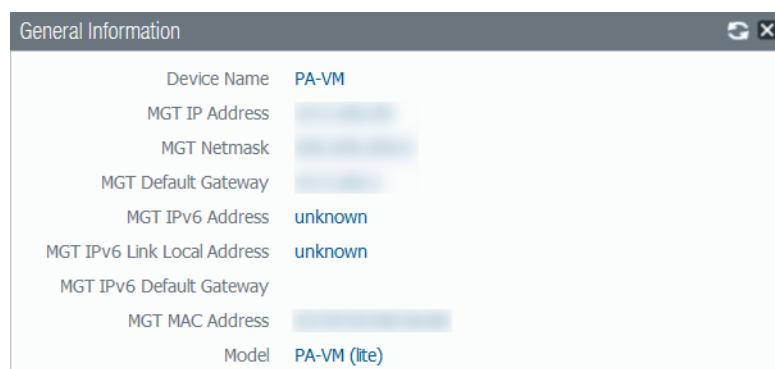 General Information
Device Name PA-VM
MGT IP Address
MGT Netmask
MGT Default Gateway
MGT IPv6 Address unknown
MGT IPv6 Link Local Address unknown
MGT IPv6 Default Gateway
MGT MAC Address
Model PA-VM (lite)